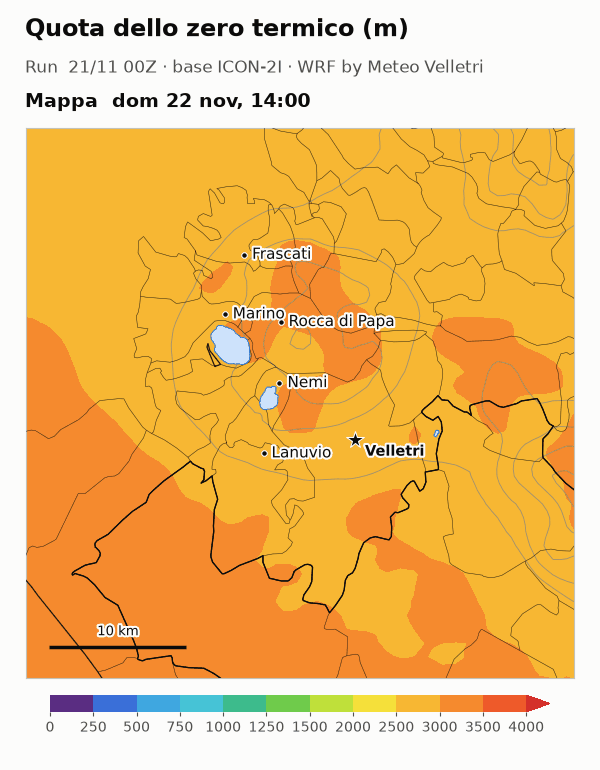 Quota dello zero termico (m)
Run  21/11 00Z · base ICON-2I · WRF by Meteo Velletri
Mappa  dom 22 nov, 14:00
Frascati
Marino
Rocca di Papa
Nemi
Velletri
Lanuvio
10 km
0 250 500 750 1000 1250 1500 2000 2500 3000 3500 4000